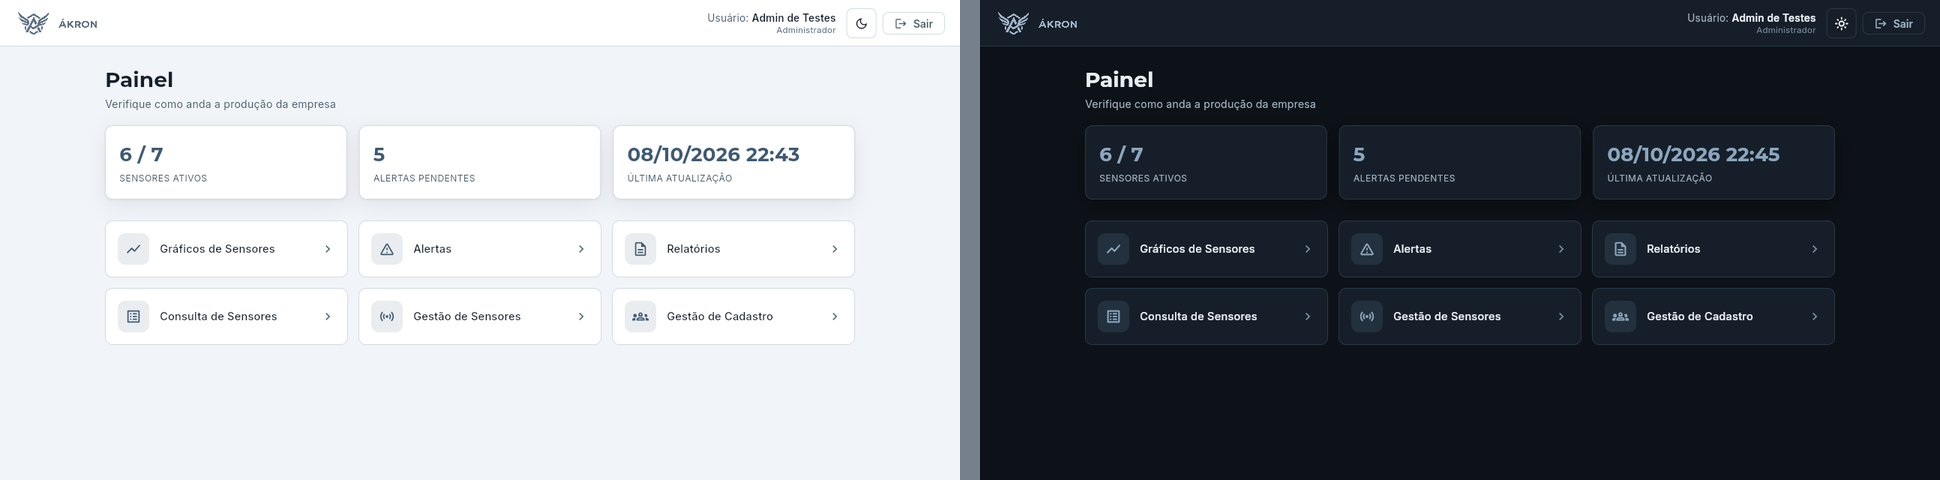 ÁKRON
Usuário: Admin de Testes
Administrador
Sair
Painel
Verifique como anda a produção da empresa
6 / 7
SENSORES ATIVOS
5
ALERTAS PENDENTES
08/10/2026 22:43
ÚLTIMA ATUALIZAÇÃO
Gráficos de Sensores
Alertas
Relatórios
Consulta de Sensores
Gestão de Sensores
Gestão de Cadastro
ÁKRON
Usuário: Admin de Testes
Administrador
Sair
Painel
Verifique como anda a produção da empresa
6 / 7
SENSORES ATIVOS
5
ALERTAS PENDENTES
08/10/2026 22:45
ÚLTIMA ATUALIZAÇÃO
Gráficos de Sensores
Alertas
Relatórios
Consulta de Sensores
Gestão de Sensores
Gestão de Cadastro